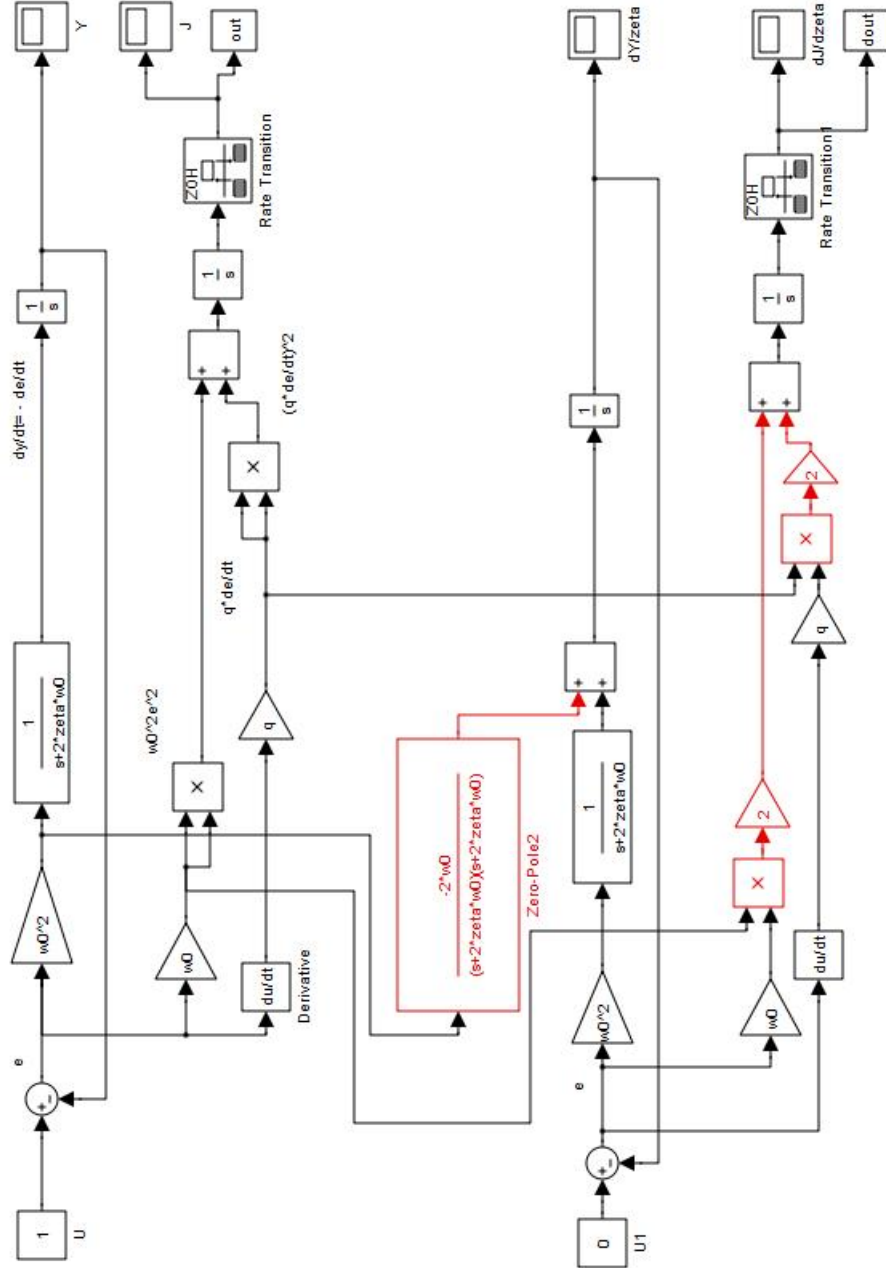 1
U
e
w0^2
1
s+2*zeta*w0
dy/dt= - de/dt
1
s
Y
w0
w0^2e^2
×
du/dt
Derivative
q
q*de/dt
×
(q*de/dt)^2
+
+
1
s
ZOH
Rate Transition
J
out
-2*w0
(s+2*zeta*w0)(s+2*zeta*w0)
Zero-Pole2
0
U1
e
w0^2
1
s+2*zeta*w0
+
+
1
s
dY/zeta
w0
×
2
du/dt
q
×
2
+
+
1
s
ZOH
Rate Transition1
dJ/dzeta
dout